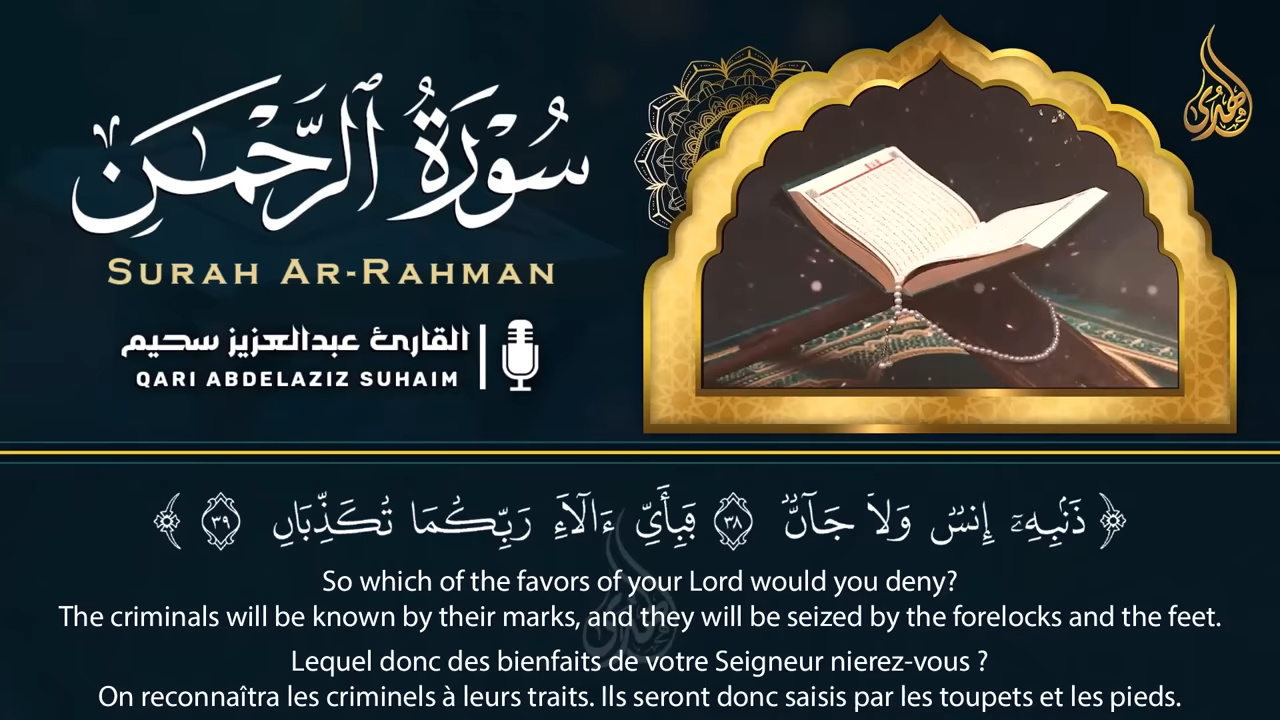 سُوْرَةُ ٱلرَّحْمَـٰنِ
SURAH AR-RAHMAN
القارئ عبدالعزيز سحيم
QARI ABDELAZIZ SUHAIM
هدى
ذَنۢبِهِۦٓ إِنسٌ وَلَا جَآنٌّ ٣٨ فَبِأَيِّ ءَالَآءِ رَبِّكُمَا تُكَذِّبَانِ ٣٩
So which of the favors of your Lord would you deny?
The criminals will be known by their marks, and they will be seized by the forelocks and the feet.
Lequel donc des bienfaits de votre Seigneur nierez-vous ?
On reconnaîtra les criminels à leurs traits. Ils seront donc saisis par les toupets et les pieds.